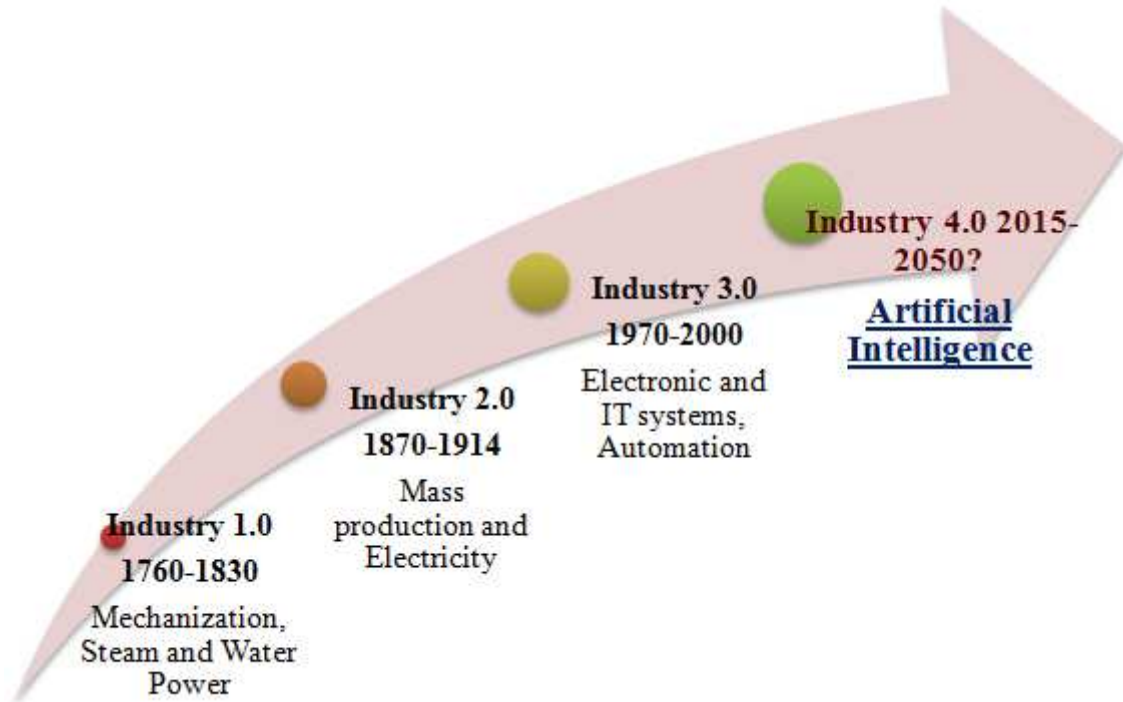 Industry 1.0
1760-1830
Mechanization,
Steam and Water
Power
Industry 2.0
1870-1914
Mass
production and
Electricity
Industry 3.0
1970-2000
Electronic and
IT systems,
Automation
Industry 4.0 2015-
2050?
Artificial
Intelligence